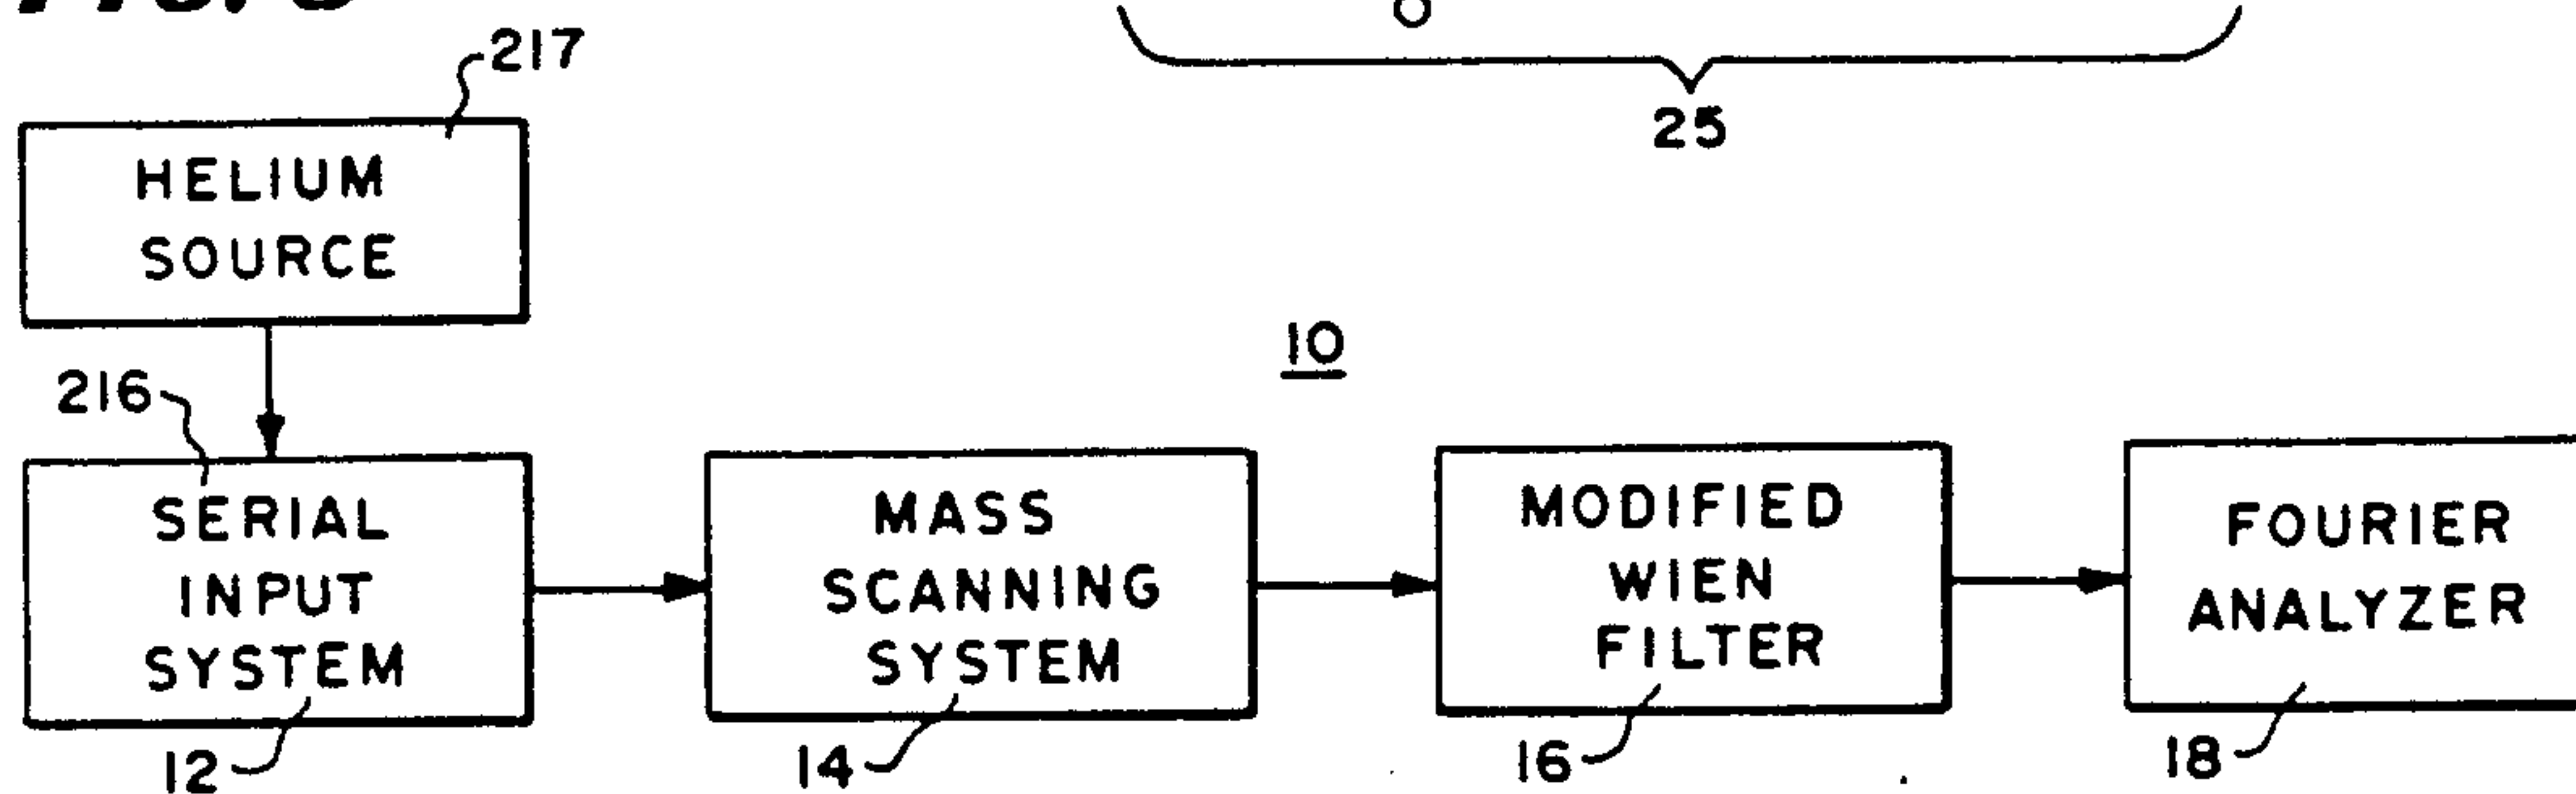 217
25
HELIUM
SOURCE
10
216
SERIAL
INPUT
SYSTEM
MASS
SCANNING
SYSTEM
MODIFIED
WIEN
FILTER
FOURIER
ANALYZER
12
14
16
18